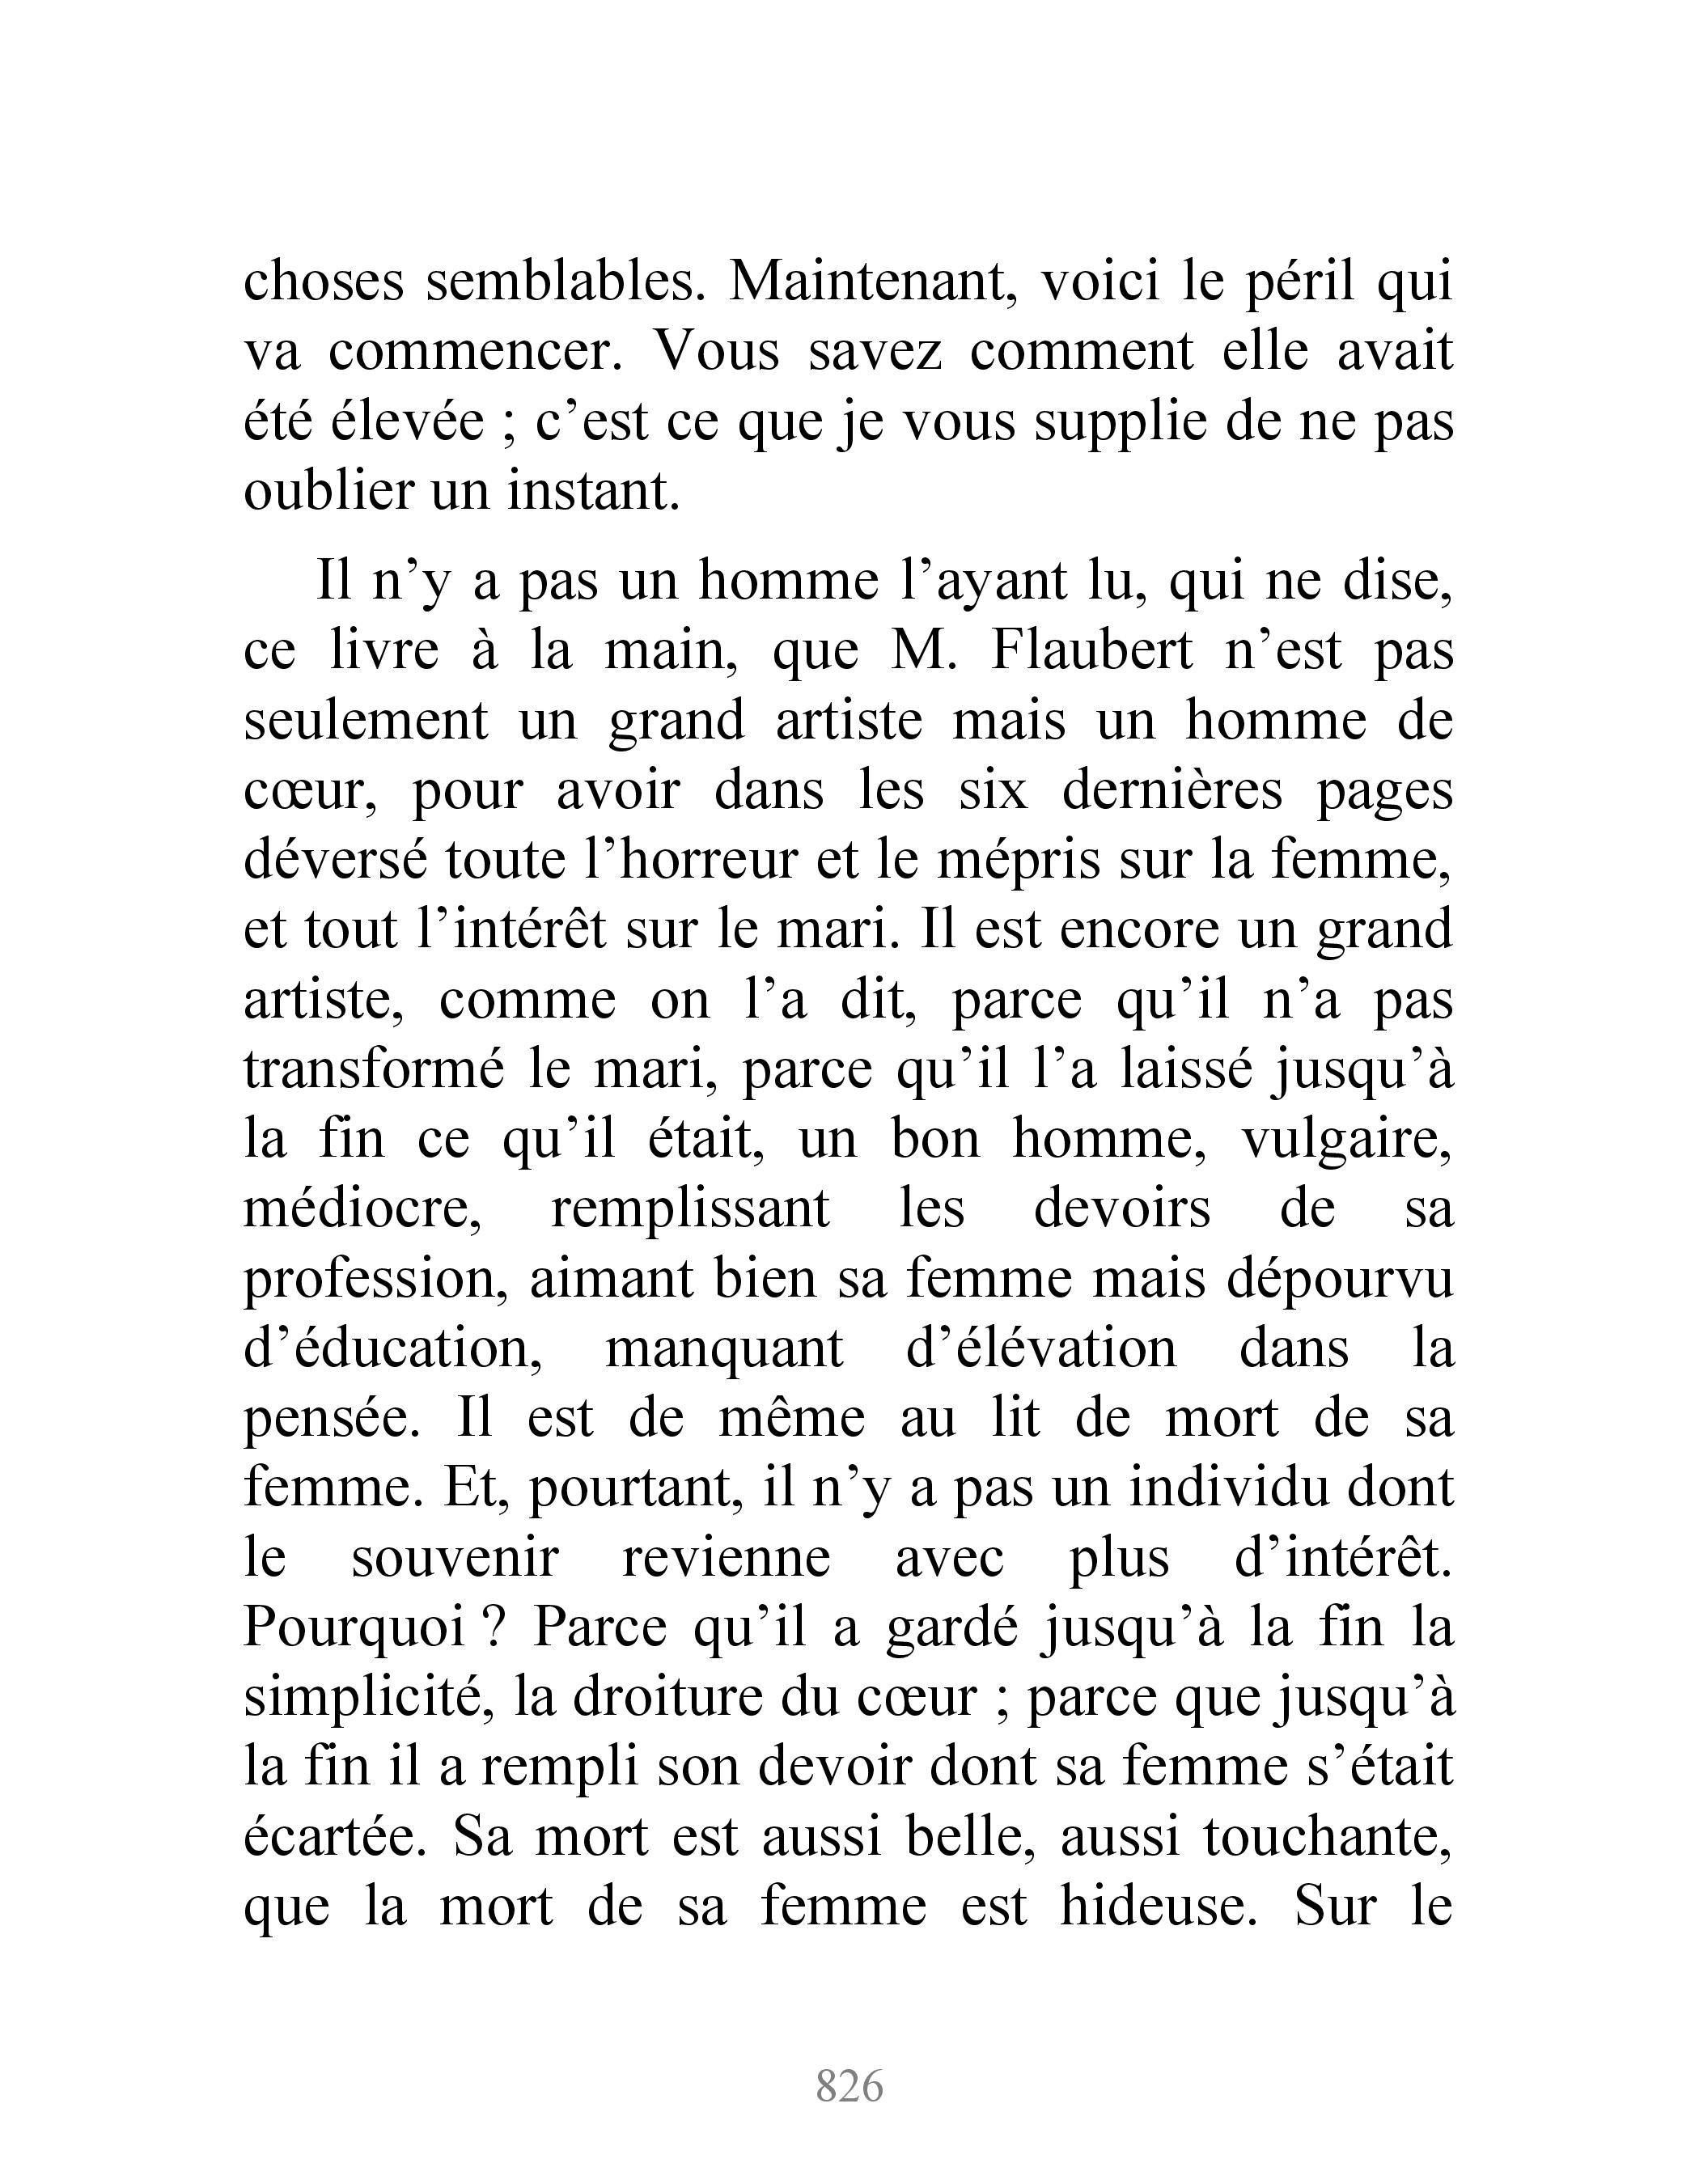 choses semblables. Maintenant, voici le péril qui
va commencer. Vous savez comment elle avait
été élevée ; c’est ce que je vous supplie de ne pas
oublier un instant.
Il n’y a pas un homme l’ayant lu, qui ne dise,
ce livre à la main, que M. Flaubert n’est pas
seulement un grand artiste mais un homme de
cœur, pour avoir dans les six dernières pages
déversé toute l’horreur et le mépris sur la femme,
et tout l’intérêt sur le mari. Il est encore un grand
artiste, comme on l’a dit, parce qu’il n’a pas
transformé le mari, parce qu’il l’a laissé jusqu’à
la fin ce qu’il était, un bon homme, vulgaire,
médiocre, remplissant les devoirs de sa
profession, aimant bien sa femme mais dépourvu
d’éducation, manquant d’élévation dans la
pensée. Il est de même au lit de mort de sa
femme. Et, pourtant, il n’y a pas un individu dont
le souvenir revienne avec plus d’intérêt.
Pourquoi ? Parce qu’il a gardé jusqu’à la fin la
simplicité, la droiture du cœur ; parce que jusqu’à
la fin il a rempli son devoir dont sa femme s’était
écartée. Sa mort est aussi belle, aussi touchante,
que la mort de sa femme est hideuse. Sur le
826